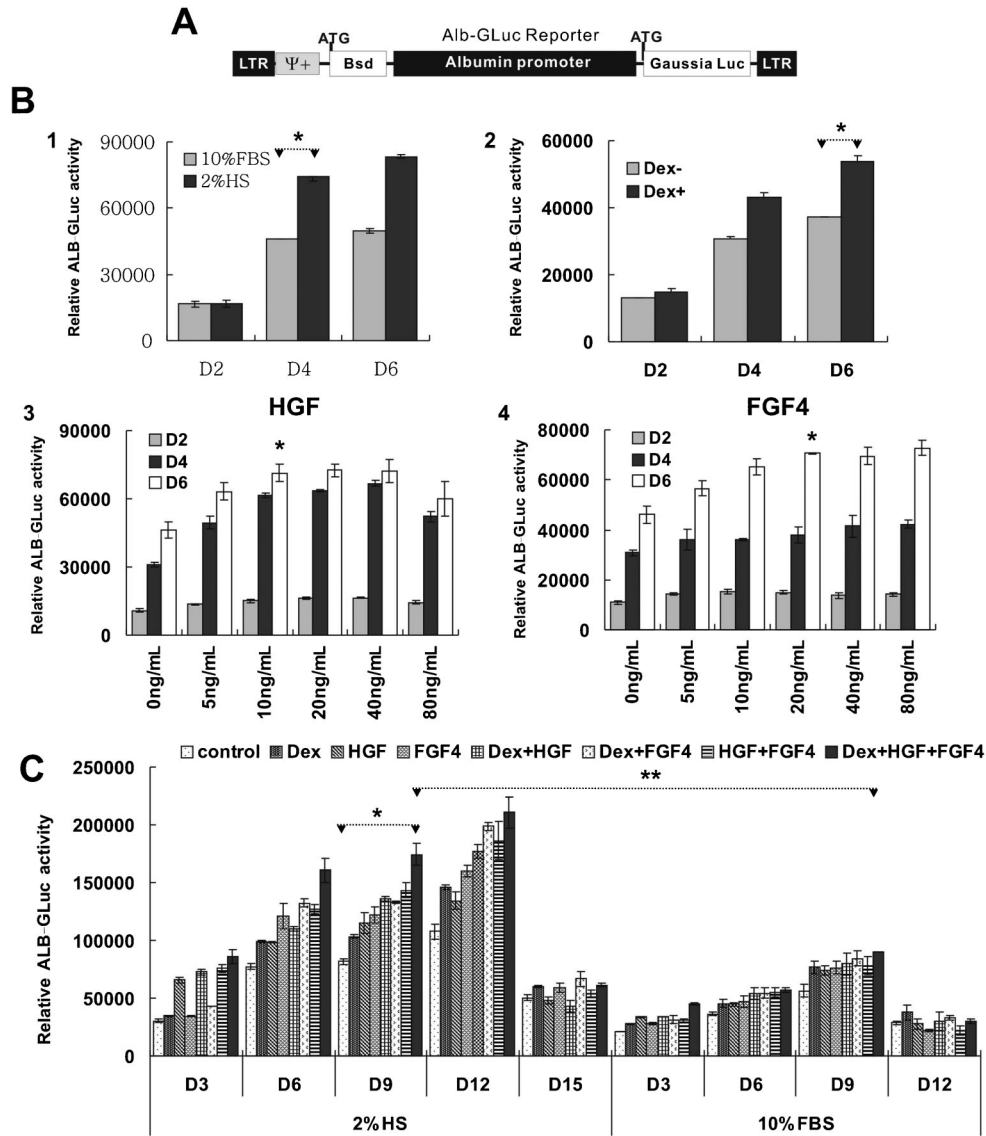 A
Alb-GLuc Reporter
ATG
ATG
LTR
Ψ+
Bsd
Albumin promoter
Gaussia Luc
LTR
B
1
Relative ALB-GLuc activity
90000
60000
30000
0
10%FBS
2%HS
*
D2
D4
D6
2
Relative ALB-GLuc activity
60000
40000
20000
0
Dex-
Dex+
*
D2
D4
D6
3
HGF
Relative ALB-GLuc activity
90000
60000
30000
0
D2
D4
D6
*
0ng/mL
5ng/mL
10ng/mL
20ng/mL
40ng/mL
80ng/mL
4
FGF4
Relative ALB-GLuc activity
80000
60000
40000
20000
0
D2
D4
D6
*
0ng/mL
5ng/mL
10ng/mL
20ng/mL
40ng/mL
80ng/mL
C
control Dex HGF FGF4 Dex+HGF Dex+FGF4 HGF+FGF4 Dex+HGF+FGF4
Relative ALB-GLuc activity
250000
200000
150000
100000
50000
0
*
**
D3 D6 D9 D12 D15 D3 D6 D9 D12
2%HS 10%FBS